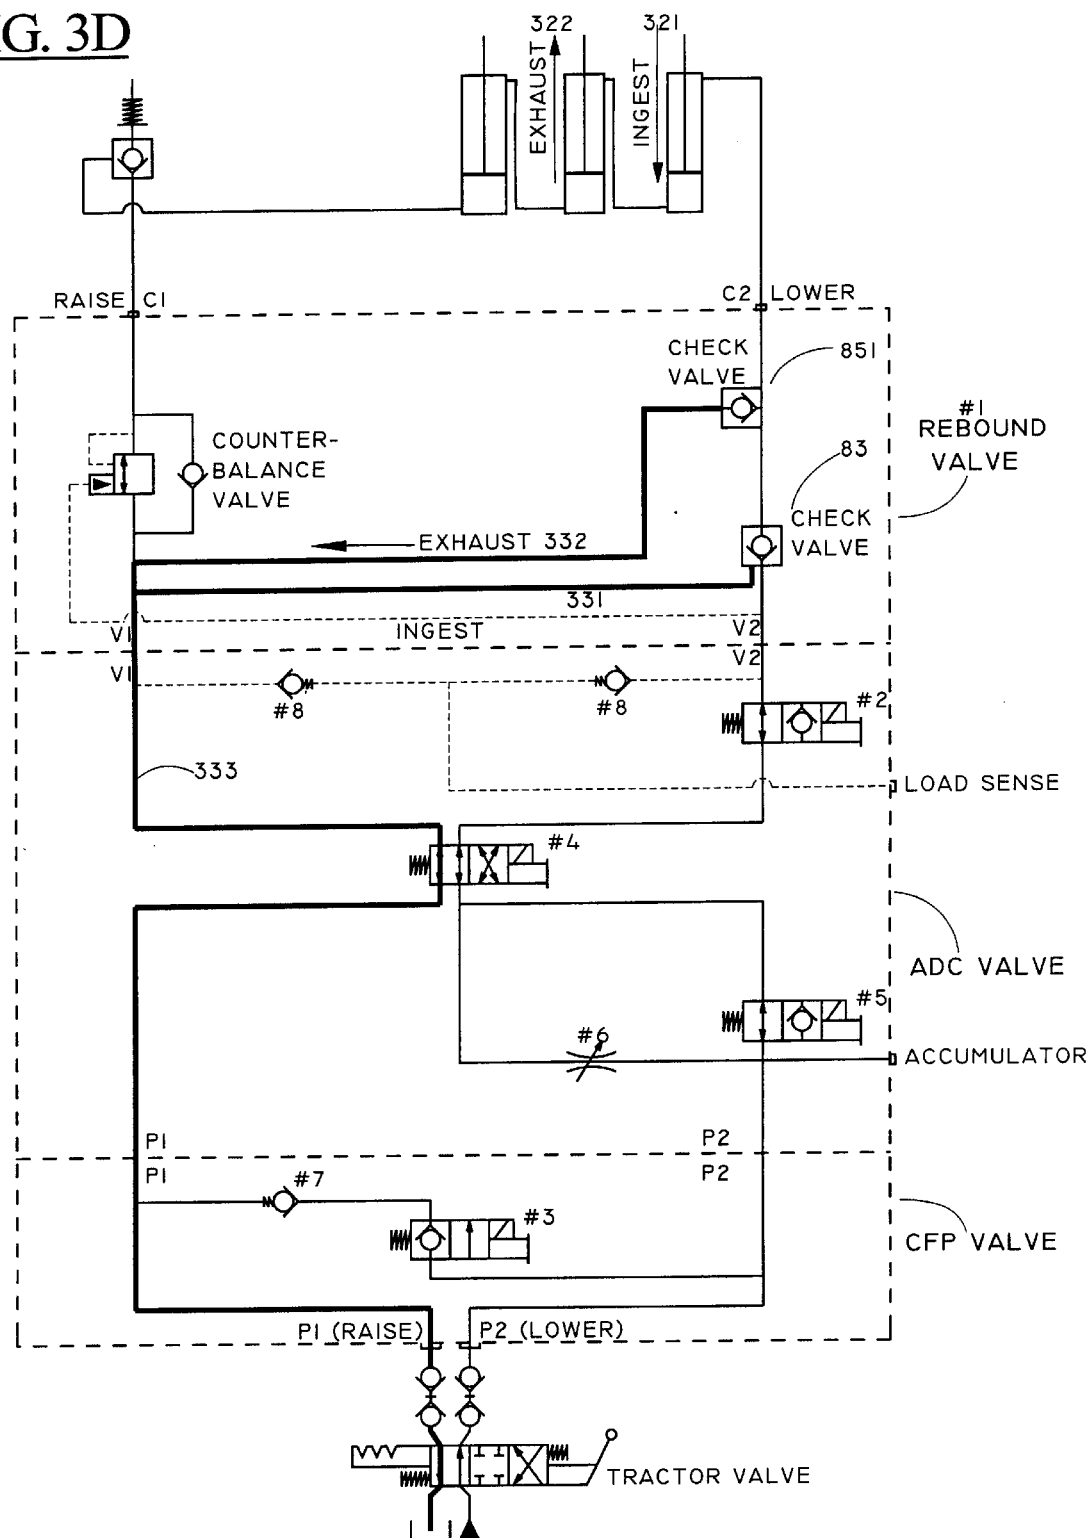 G. 3D
322
321
EXHAUST
INGEST
RAISE C1
C2 LOWER
CHECK
VALVE
851
#1
REBOUND
VALVE
COUNTER-
BALANCE
VALVE
83
CHECK
VALVE
EXHAUST 332
331
V1
INGEST
V2
V1
V2
#8
#8
#2
333
LOAD SENSE
#4
ADC VALVE
#5
#6
ACCUMULATOR
P1
P2
P1
P2
#7
#3
CFP VALVE
P1 (RAISE)
P2 (LOWER)
TRACTOR VALVE